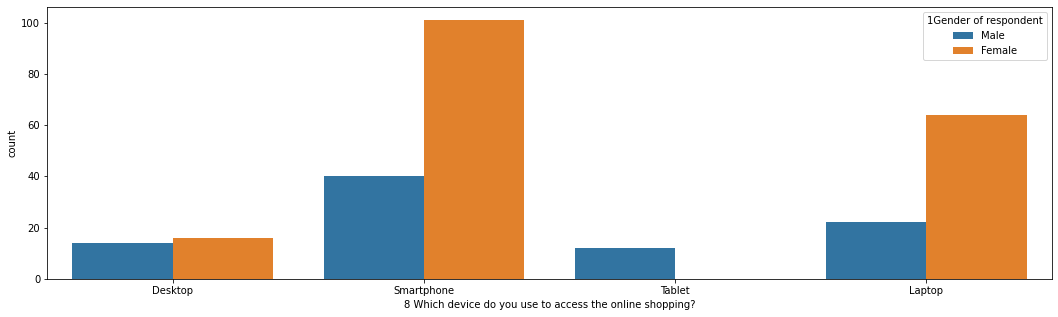 100
80
60
40
20
0
count
1Gender of respondent
Male
Female
Desktop Smartphone Tablet Laptop
8 Which device do you use to access the online shopping?